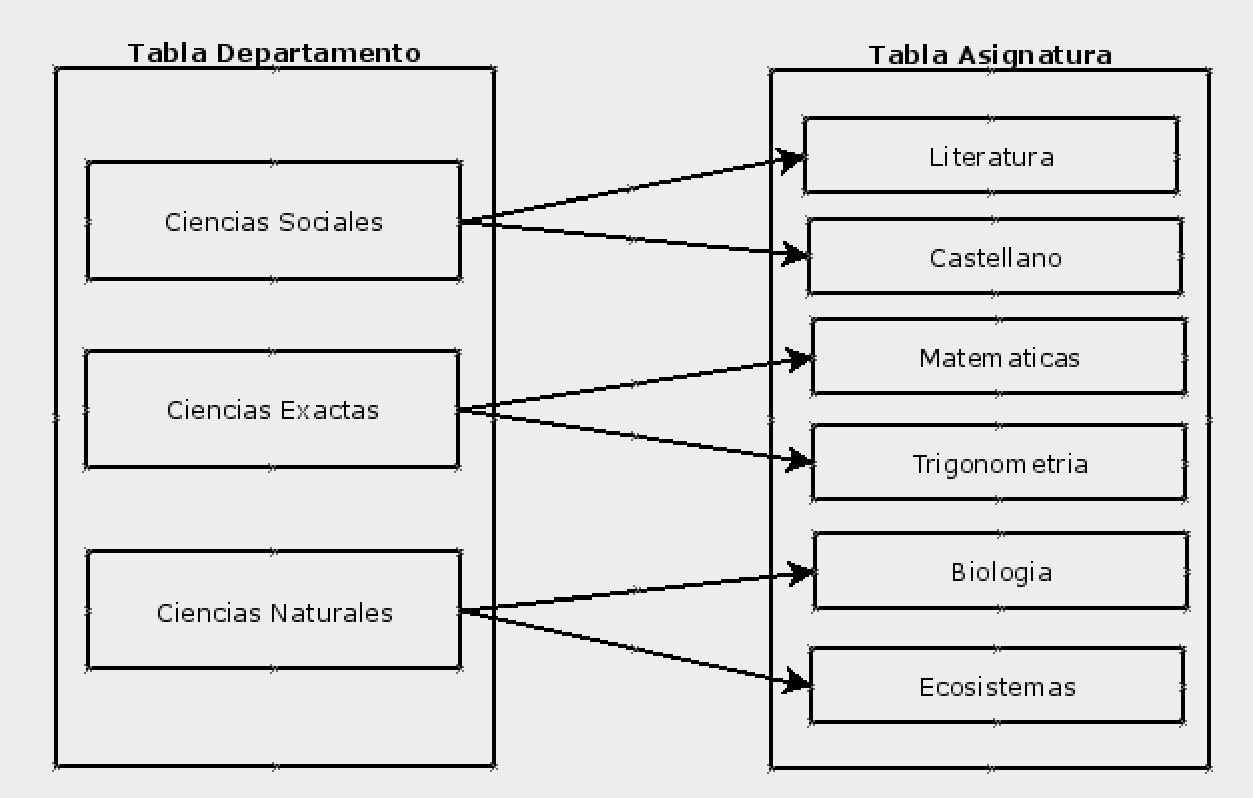 Tabla Departamento
Ciencias Sociales
Ciencias Exactas
Ciencias Naturales
Tabla Asignatura
Literatura
Castellano
Matematicas
Trigonometria
Biologia
Ecosistemas